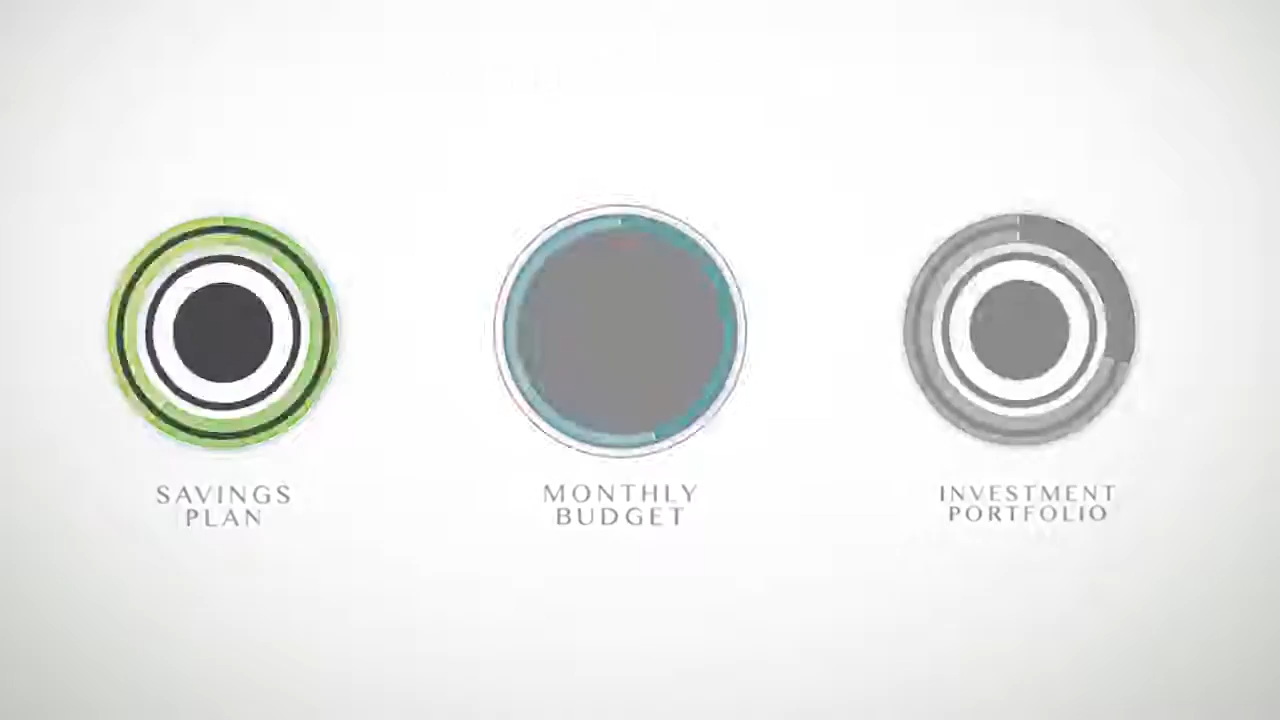 SAVINGS
PLAN
MONTHLY
BUDGET
INVESTMENT
PORTFOLIO